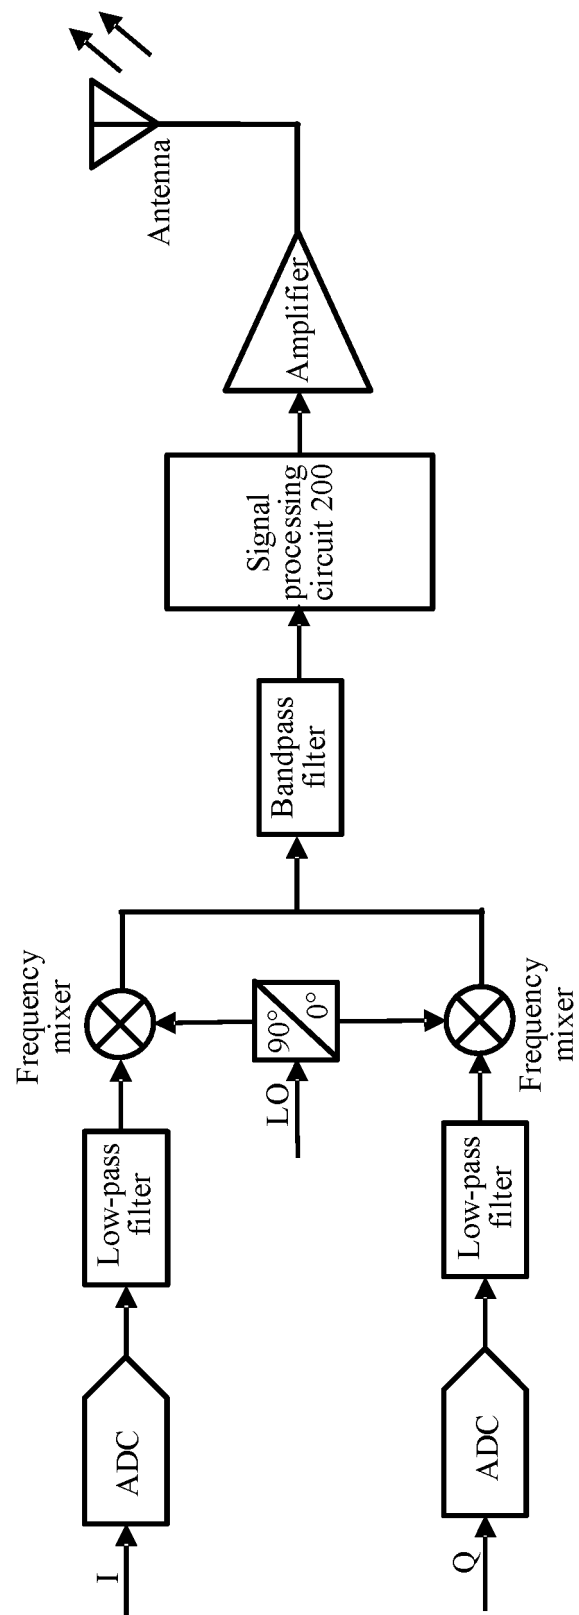 I
ADC
Low-pass
filter
Frequency
mixer
LO
90°
0°
Q
ADC
Low-pass
filter
Frequency
mixer
Bandpass
filter
Signal
processing
circuit 200
Amplifier
Antenna